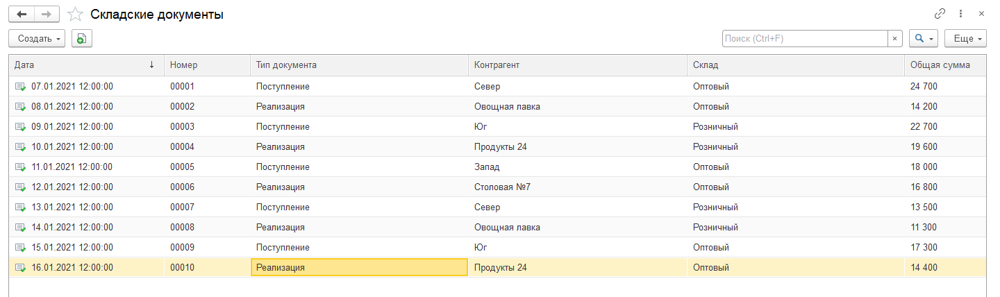 Складские документы
Создать Поиск (Ctrl+F) × Еще
Дата ↓ Номер Тип документа Контрагент Склад Общая сумма
07.01.2021 12:00:00 00001 Поступление Север Оптовый 24 700
08.01.2021 12:00:00 00002 Реализация Овощная лавка Оптовый 14 200
09.01.2021 12:00:00 00003 Поступление Юг Розничный 22 700
10.01.2021 12:00:00 00004 Реализация Продукты 24 Розничный 19 600
11.01.2021 12:00:00 00005 Поступление Запад Оптовый 18 000
12.01.2021 12:00:00 00006 Реализация Столовая №7 Оптовый 16 800
13.01.2021 12:00:00 00007 Поступление Север Розничный 13 500
14.01.2021 12:00:00 00008 Реализация Овощная лавка Розничный 11 300
15.01.2021 12:00:00 00009 Поступление Юг Оптовый 17 300
16.01.2021 12:00:00 00010 Реализация Продукты 24 Оптовый 14 400